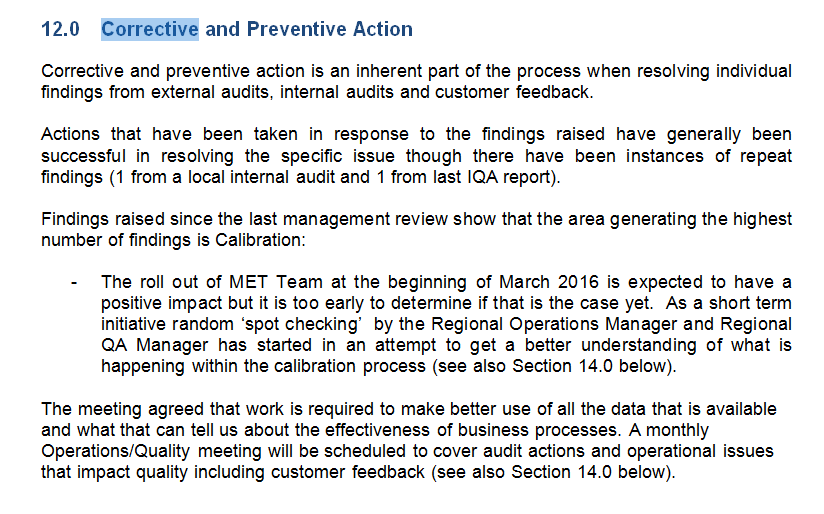 12.0 Corrective and Preventive Action
Corrective and preventive action is an inherent part of the process when resolving individual
findings from external audits, internal audits and customer feedback.
Actions that have been taken in response to the findings raised have generally been
successful in resolving the specific issue though there have been instances of repeat
findings (1 from a local internal audit and 1 from last IQA report).
Findings raised since the last management review show that the area generating the highest
number of findings is Calibration:
- The roll out of MET Team at the beginning of March 2016 is expected to have a
positive impact but it is too early to determine if that is the case yet. As a short term
initiative random ‘spot checking’ by the Regional Operations Manager and Regional
QA Manager has started in an attempt to get a better understanding of what is
happening within the calibration process (see also Section 14.0 below).
The meeting agreed that work is required to make better use of all the data that is available
and what that can tell us about the effectiveness of business processes. A monthly
Operations/Quality meeting will be scheduled to cover audit actions and operational issues
that impact quality including customer feedback (see also Section 14.0 below).